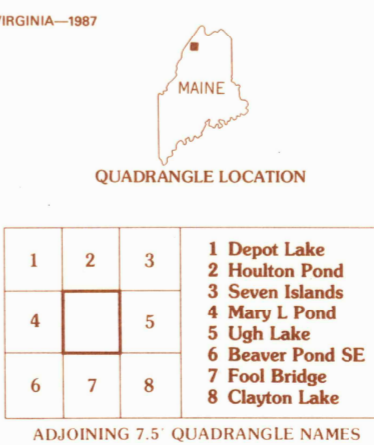 VIRGINIA—1987
MAINE
QUADRANGLE LOCATION
1 2 3
4 5
6 7 8
1 Depot Lake
2 Houlton Pond
3 Seven Islands
4 Mary L Pond
5 Ugh Lake
6 Beaver Pond SE
7 Fool Bridge
8 Clayton Lake
ADJOINING 7.5′ QUADRANGLE NAMES